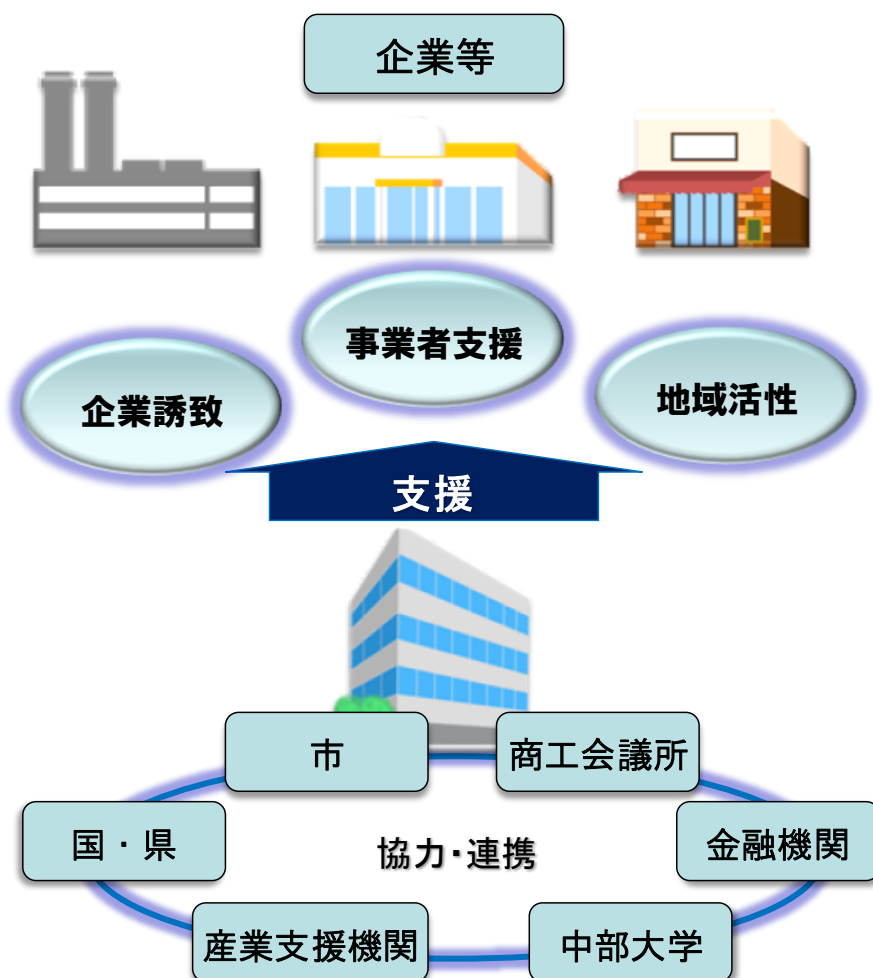 企業等
事業者支援
企業誘致
地域活性
支援
市
商工会議所
国・県
協力・連携
金融機関
産業支援機関
中部大学